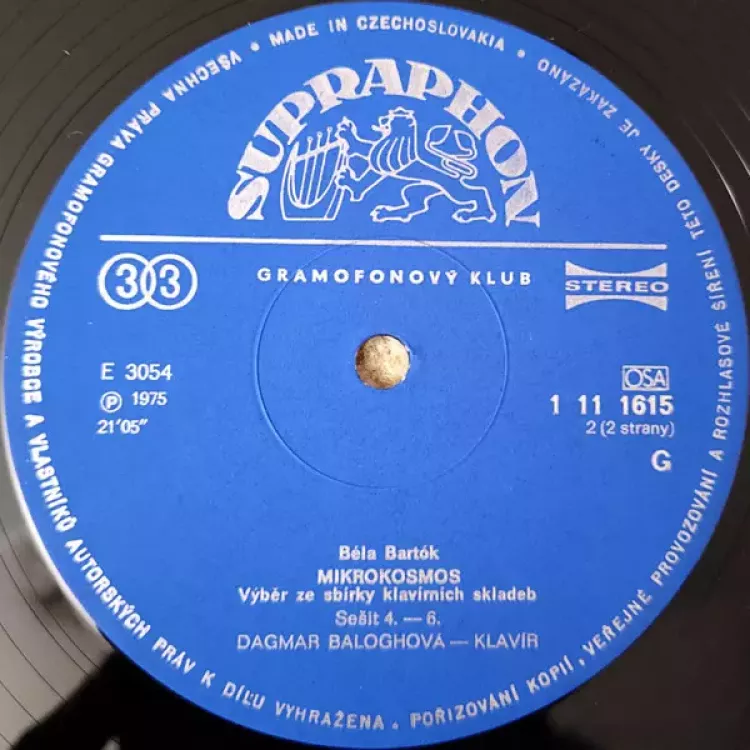 • MADE IN CZECHOSLOVAKIA •
VŠECHNA PRÁVA GRAMOFONOVÉHO VÝROBCE A VLASTNÍKŮ AUTORSKÝCH PRÁV K DÍLU VYHRAŽENA. POŘIZOVÁNÍ KOPIÍ, VEŘEJNÉ PROVOZOVÁNÍ A ROZHLASOVÉ ŠÍŘENÍ TÉTO DESKY JE ZAKÁZÁNO
SUPRAPHON
33
GRAMOFONOVÝ KLUB
STEREO
E 3054
℗ 1975
21′05″
OSA
1 11 1615
2 (2 strany)
G
Béla Bartók
MIKROKOSMOS
Výběr ze sbírky klavírních skladeb
Sešit 4. — 6.
DAGMAR BALOGHOVÁ — KLAVÍR